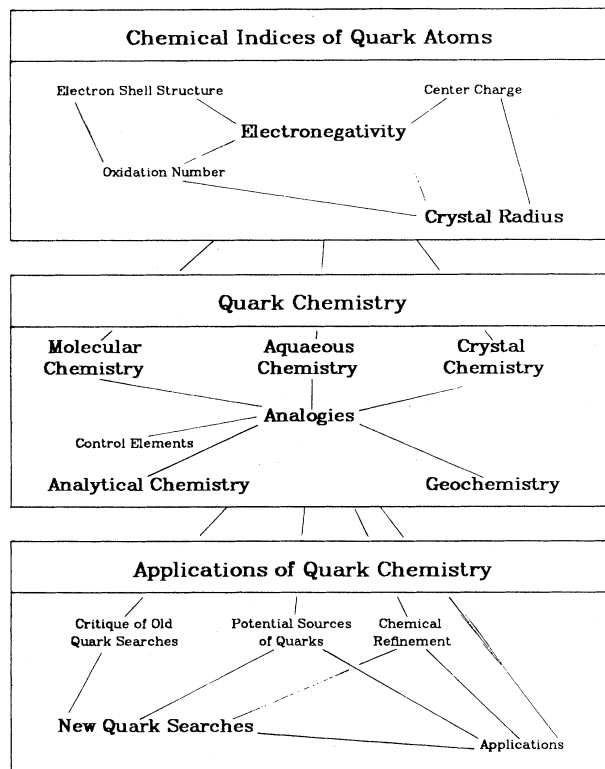 Chemical Indices of Quark Atoms
Electron Shell Structure
Center Charge
Electronegativity
Oxidation Number
Crystal Radius
Quark Chemistry
Molecular
Chemistry
Aquaeous
Chemistry
Crystal
Chemistry
Analogies
Control Elements
Analytical Chemistry
Geochemistry
Applications of Quark Chemistry
Critique of Old
Quark Searches
Potential Sources
of Quarks
Chemical
Refinement
New Quark Searches
Applications